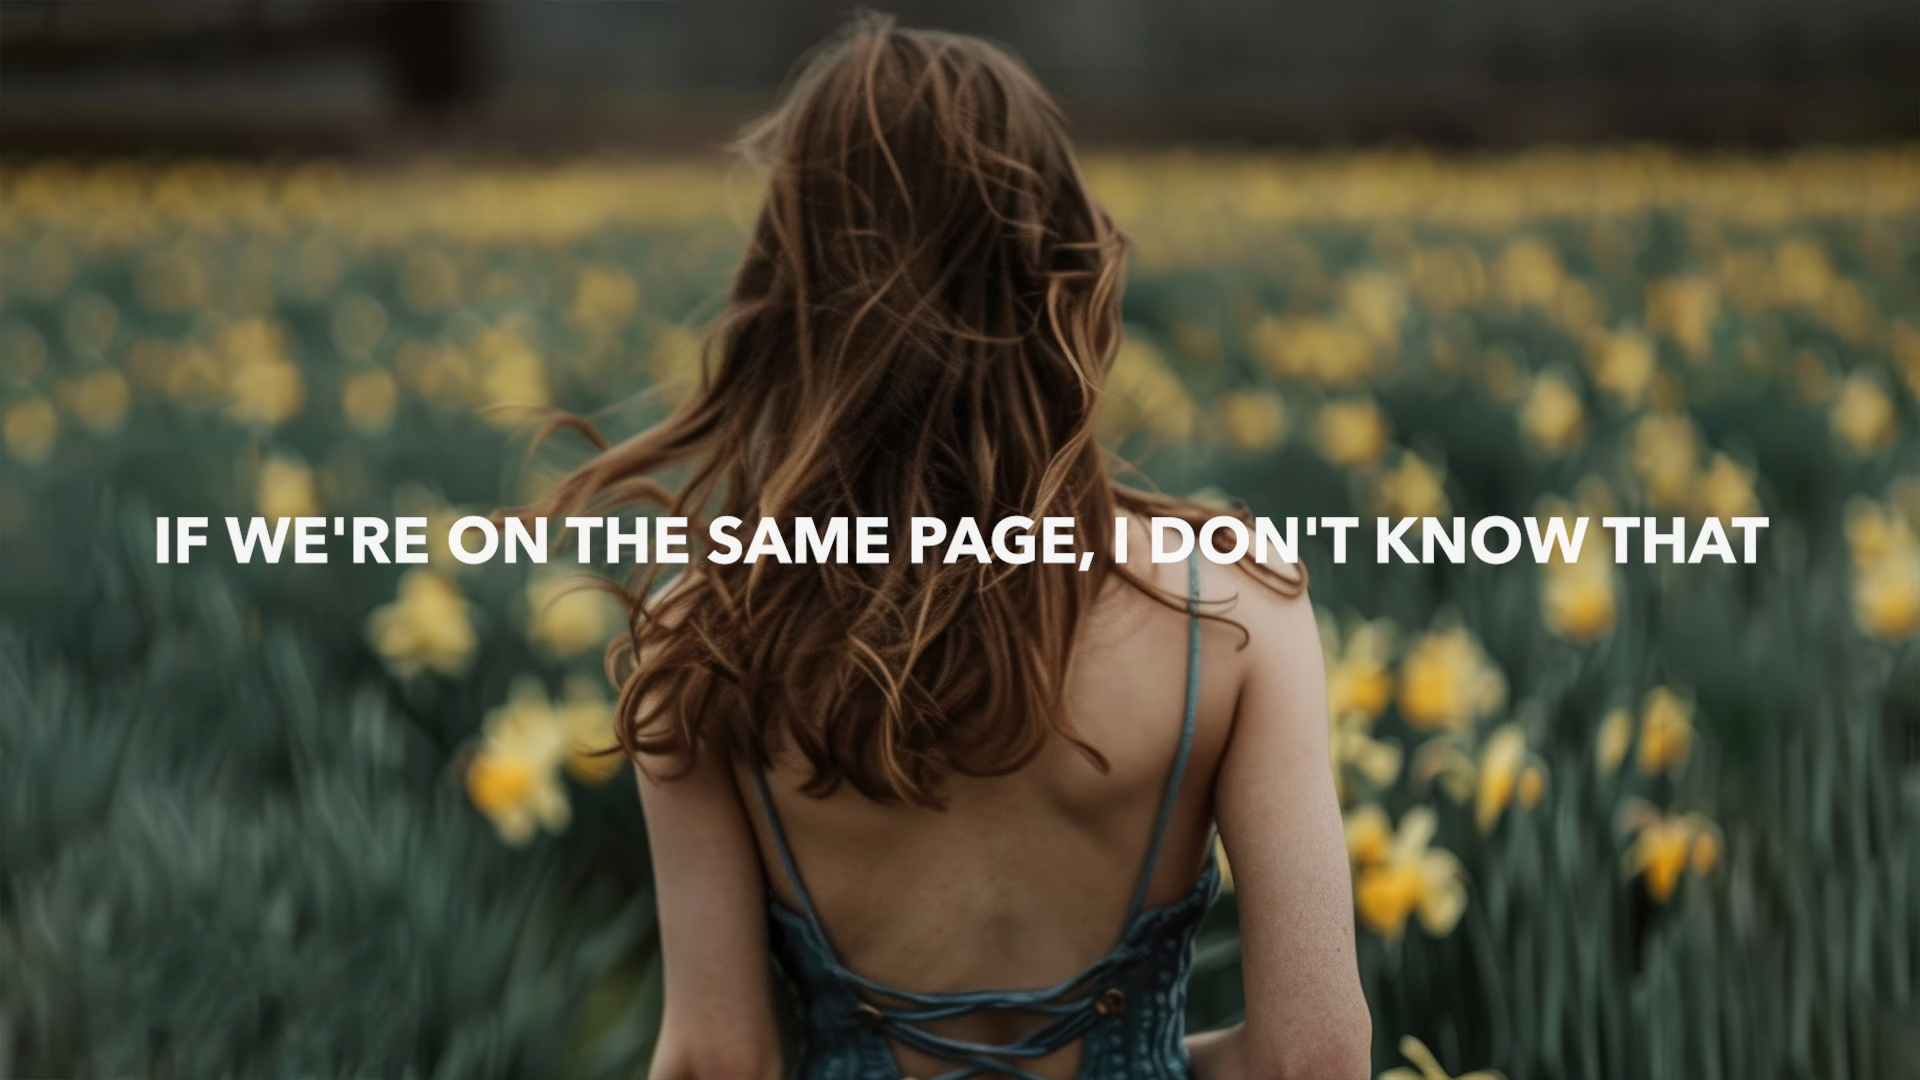 IF WE'RE ON THE SAME PAGE, I DON'T KNOW THAT